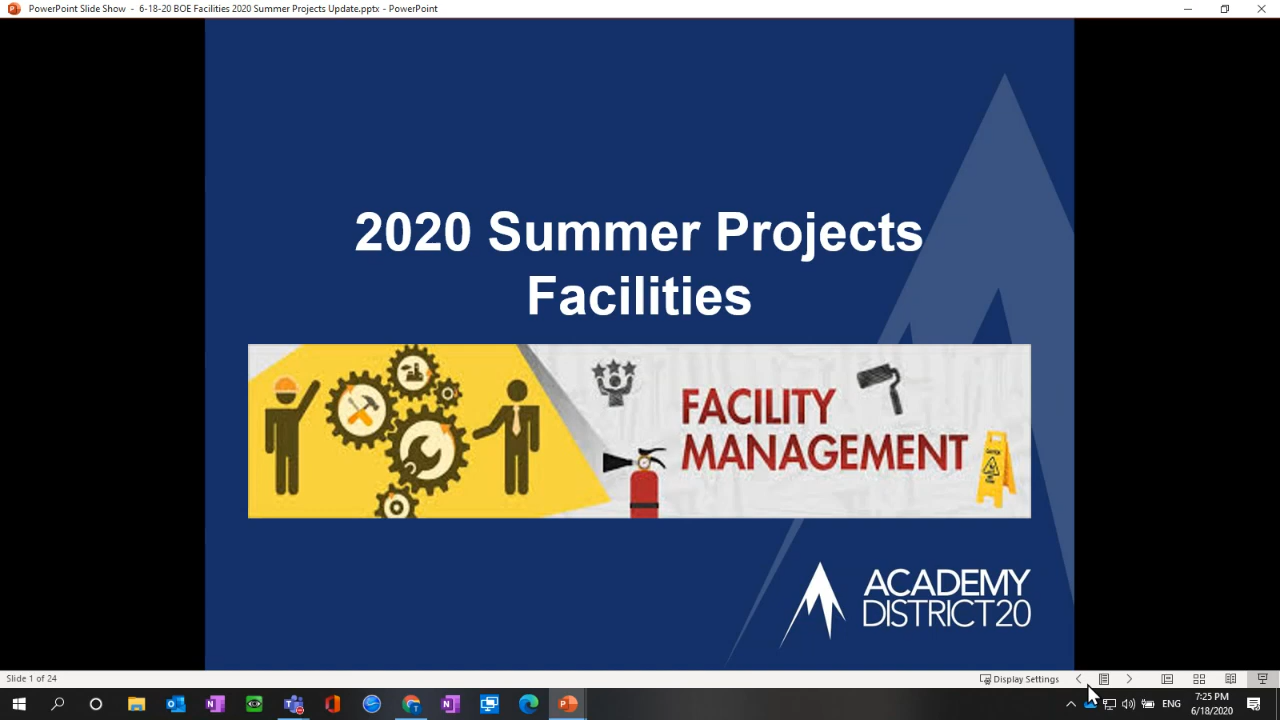 PowerPoint Slide Show - 6-18-20 BOE Facilities 2020 Summer Projects Update.pptx - PowerPoint
2020 Summer Projects
Facilities
FACILITY
MANAGEMENT
ACADEMY
DISTRICT20
Slide 1 of 24
Display Settings
ENG
7:25 PM
6/18/2020